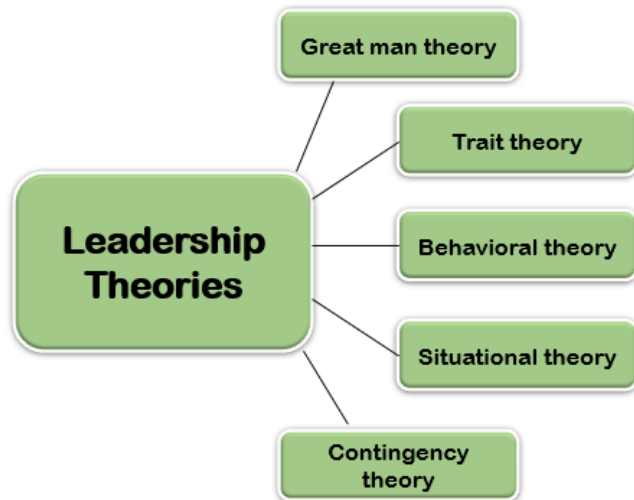 Great man theory
Trait theory
Leadership
Theories
Behavioral theory
Situational theory
Contingency
theory